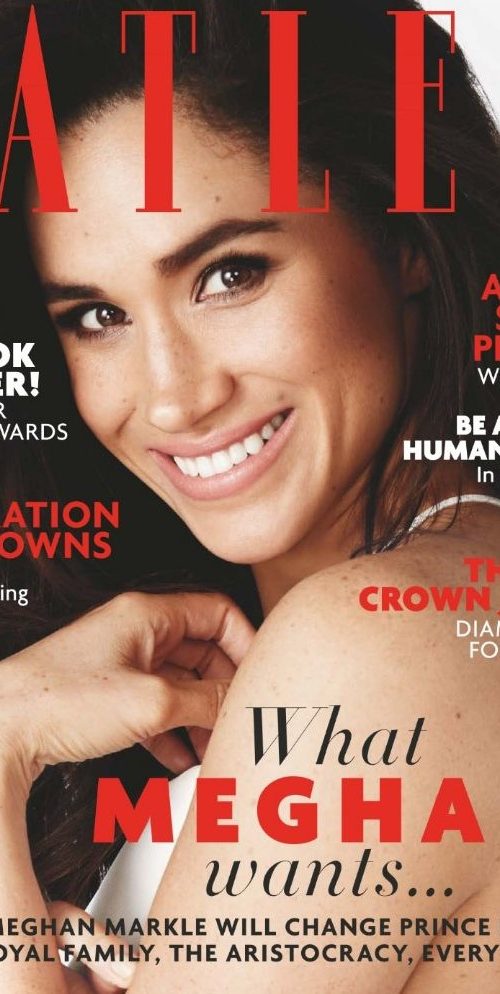 ATLE
OK
ER!
R
WARDS
ATION
OWNS
ing
A
S
PI
W
BE A
HUMAN
In
TH
CROWN
DIAM
FO
What
MEGHA
wants...
MEGHAN MARKLE WILL CHANGE PRINCE
OYAL FAMILY, THE ARISTOCRACY, EVERY